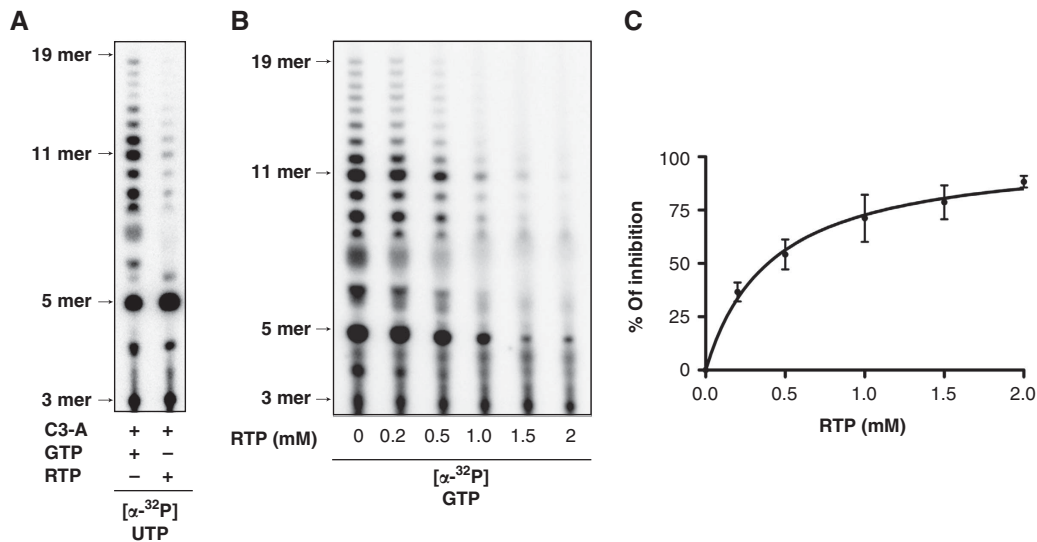 A
19 mer →
11 mer →
5 mer →
3 mer →
C3-A + +
GTP + –
RTP – +
[α-³²P]
UTP
B
19 mer →
11 mer →
5 mer →
3 mer →
RTP (mM) 0 0.2 0.5 1.0 1.5 2
[α-³²P]
GTP
C
100
75
50
25
0
% Of inhibition
0.0 0.5 1.0 1.5 2.0
RTP (mM)